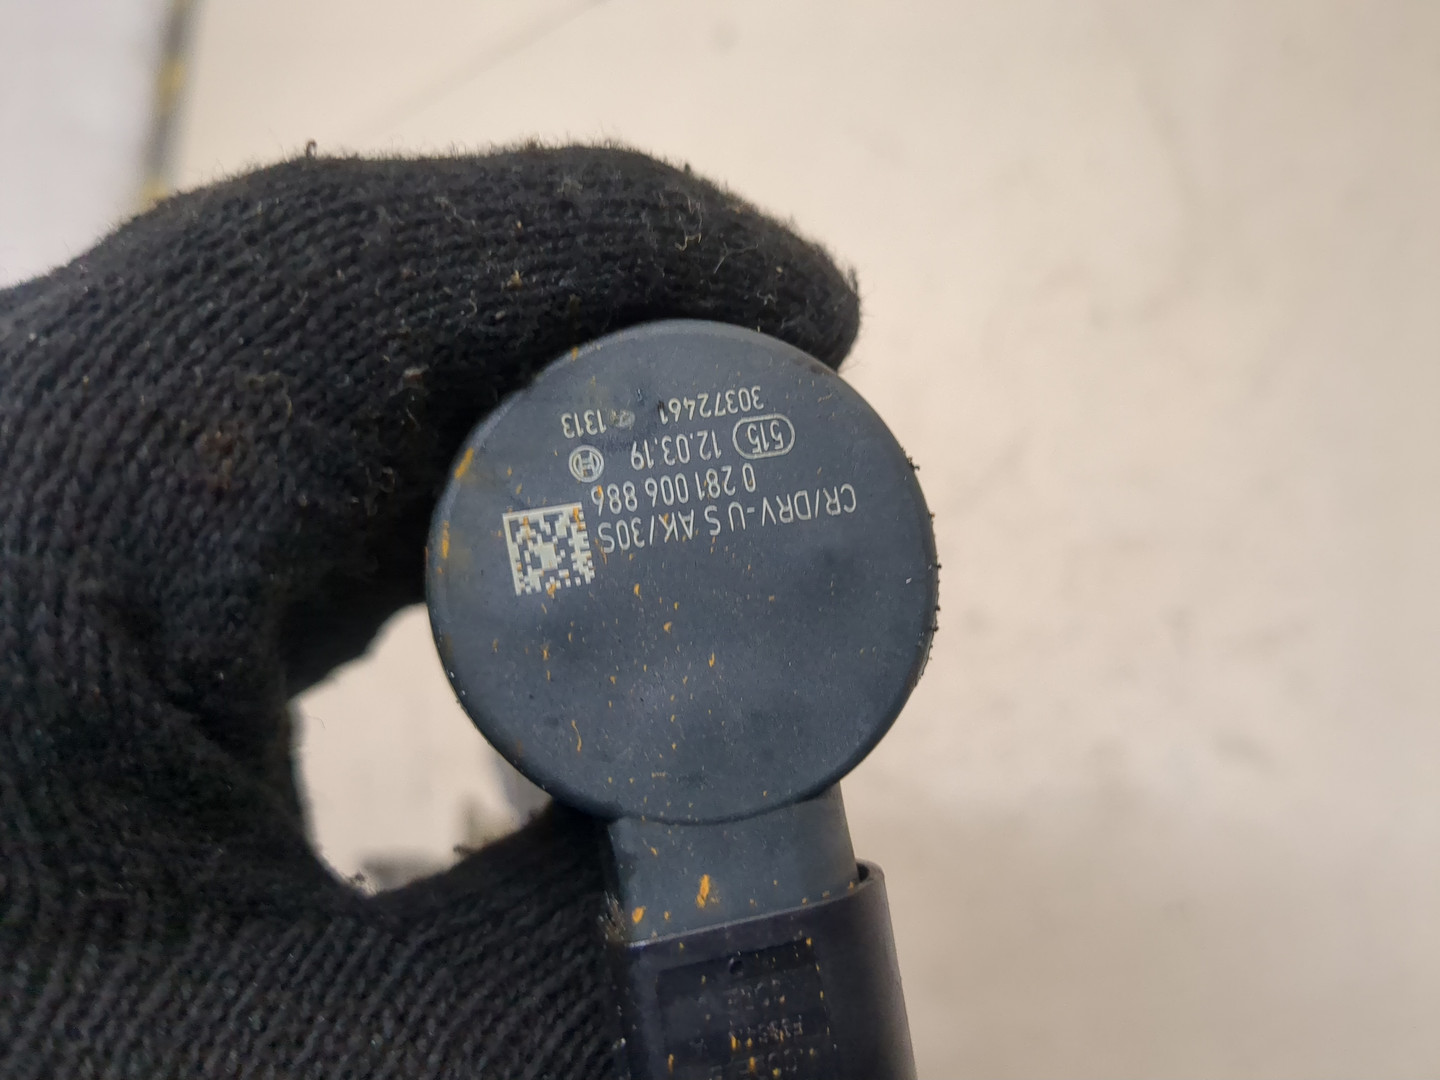 CR/DRV-U S AK/30S
0 281 006 886
515 12.03.19
30372461 1313